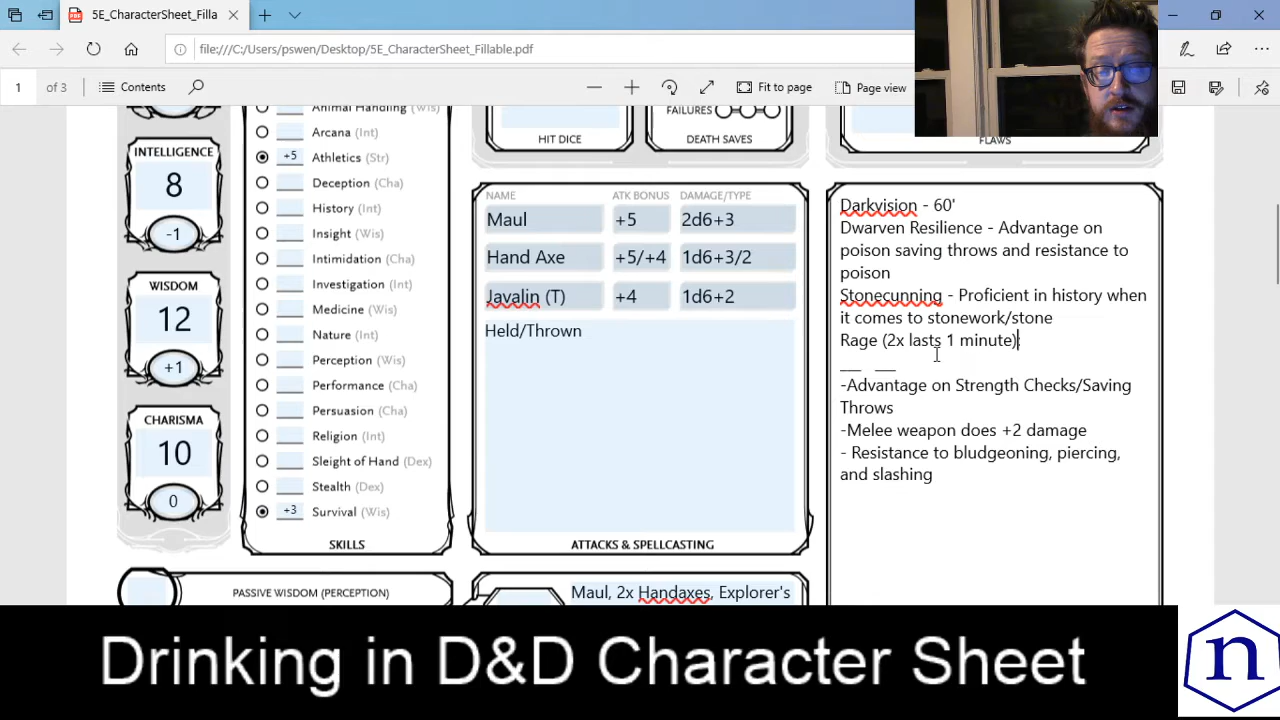 5E_CharacterSheet_Filla
file:///C:/Users/pswen/Desktop/5E_CharacterSheet_Fillable.pdf
1 of 3
Contents
Fit to page
Page view
INTELLIGENCE
8
-1
WISDOM
12
+1
CHARISMA
10
0
Animal Handling (Wis)
Arcana (Int)
+5 Athletics (Str)
Deception (Cha)
History (Int)
Insight (Wis)
Intimidation (Cha)
Investigation (Int)
Medicine (Wis)
Nature (Int)
Perception (Wis)
Performance (Cha)
Persuasion (Cha)
Religion (Int)
Sleight of Hand (Dex)
Stealth (Dex)
+3 Survival (Wis)
SKILLS
PASSIVE WISDOM (PERCEPTION)
HIT DICE
FAILURES
DEATH SAVES
NAME ATK BONUS DAMAGE/TYPE
Maul +5 2d6+3
Hand Axe +5/+4 1d6+3/2
Javalin (T) +4 1d6+2
Held/Thrown
ATTACKS & SPELLCASTING
Maul, 2x Handaxes, Explorer's
FLAWS
Darkvision - 60'
Dwarven Resilience - Advantage on
poison saving throws and resistance to
poison
Stonecunning - Proficient in history when
it comes to stonework/stone
Rage (2x lasts 1 minute):
__ __
-Advantage on Strength Checks/Saving
Throws
-Melee weapon does +2 damage
- Resistance to bludgeoning, piercing,
and slashing
Drinking in D&D Character Sheet
n